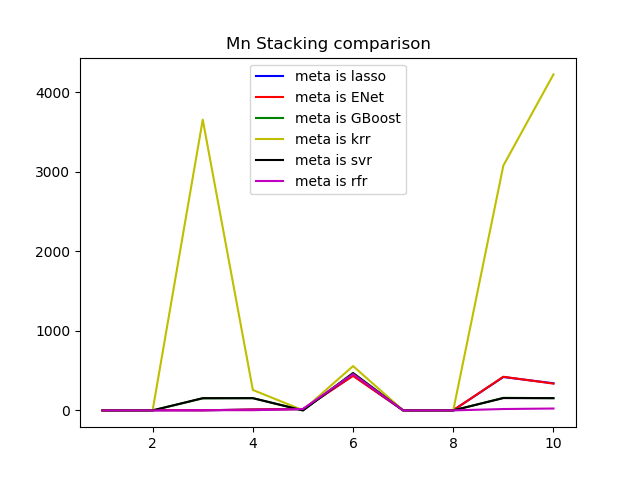 Mn Stacking comparison
meta is lasso
meta is ENet
meta is GBoost
meta is krr
meta is svr
meta is rfr
4000
3000
2000
1000
0
2 4 6 8 10